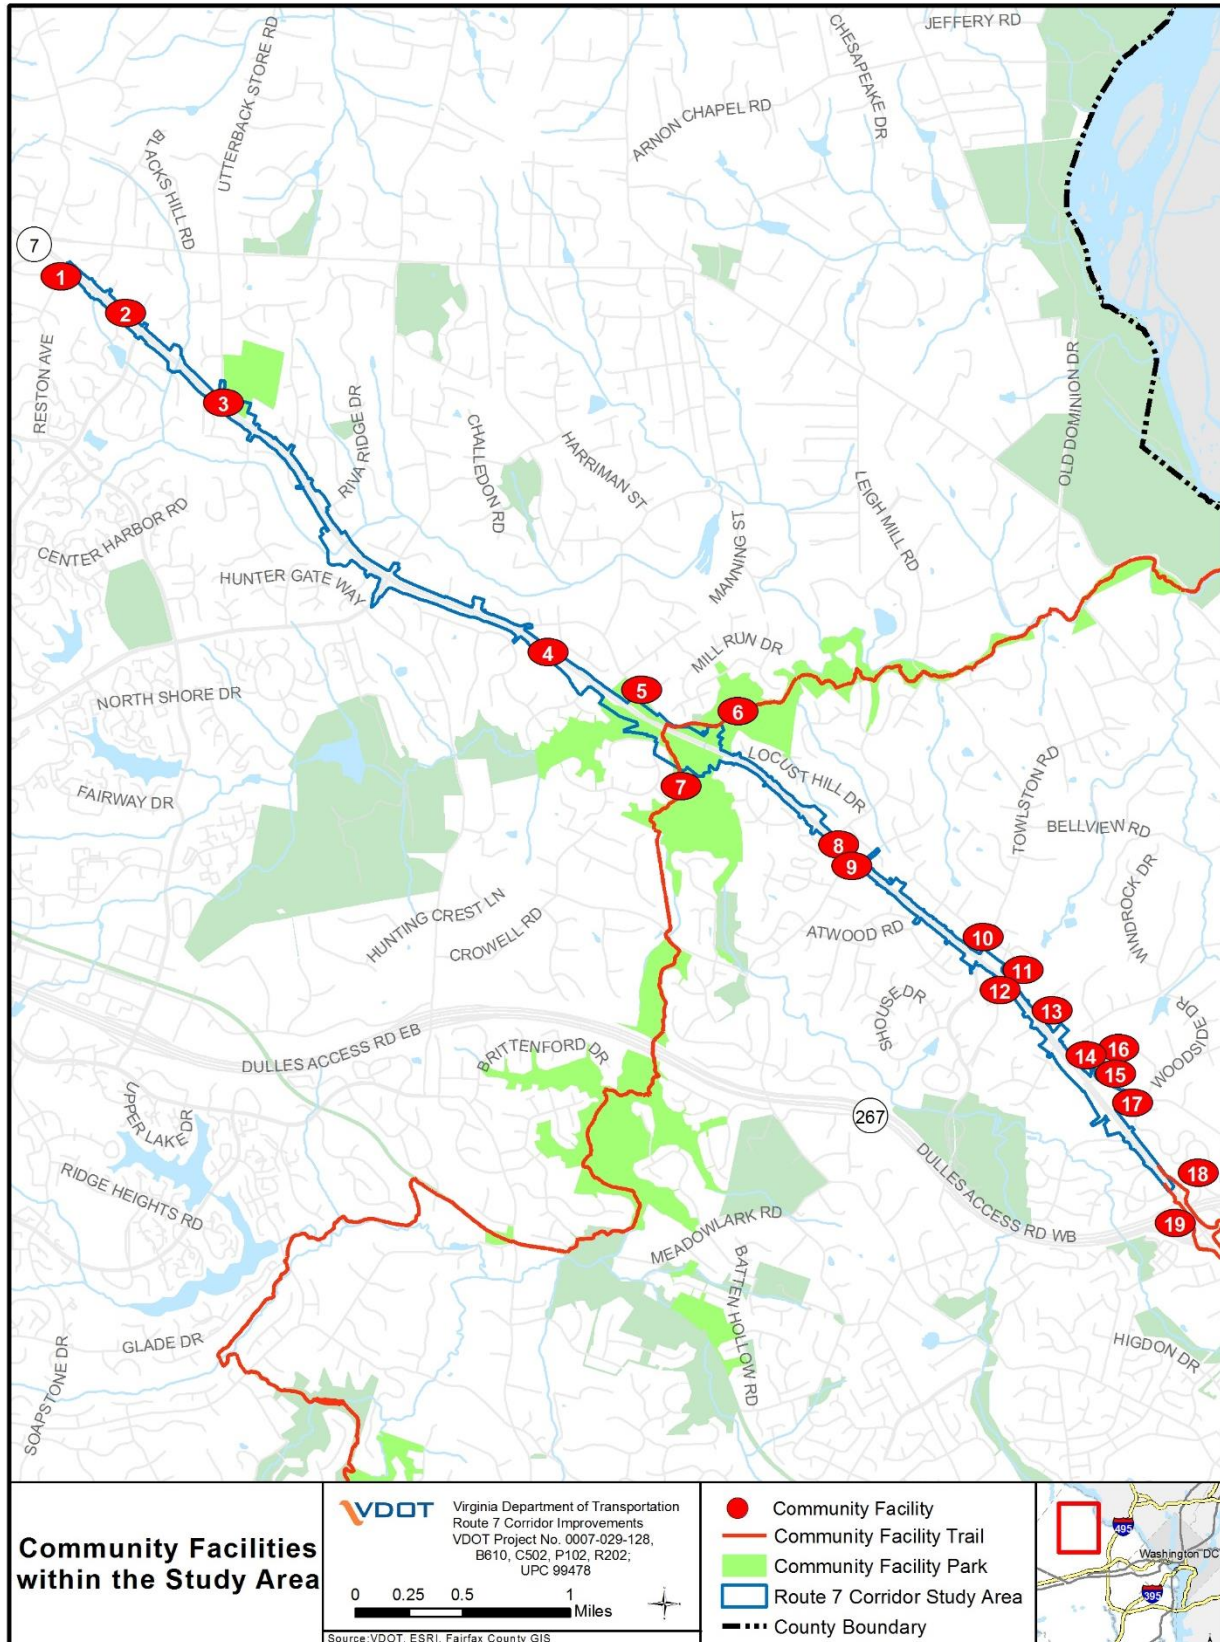 JEFFERY RD
CHESAPEAKE DR
UTTERBACK STORE RD
ARNON CHAPEL RD
BLACKS HILL RD
7
1
2
RESTON AVE
3
OLD DOMINION DR
RIVA RIDGE DR
CHALLEDON RD
HARRIMAN ST
LEIGH MILL RD
CENTER HARBOR RD
MANNING ST
HUNTER GATE WAY
4
MILL RUN DR
5
NORTH SHORE DR
6
LOCUST HILL DR
7
FAIRWAY DR
TOWLSTON RD
BELLVIEW RD
8
9
WINDROCK DR
HUNTING CREST LN
CROWELL RD
ATWOOD RD
10
11
12
SHOUSE DR
13
WOODSIDE DR
DULLES ACCESS RD EB
BRITTENFORD DR
14
16
15
17
UPPER LAKE DR
267
DULLES ACCESS RD WB
RIDGE HEIGHTS RD
18
MEADOWLARK RD
19
BATTEN HOLLOW RD
GLADE DR
HIGDON DR
SOAPSTONE DR
Community Facilities
within the Study Area
VDOT
Virginia Department of Transportation
Route 7 Corridor Improvements
VDOT Project No. 0007-029-128,
B610, C502, P102, R202;
UPC 99478
0 0.25 0.5 1
Miles
Source:VDOT, ESRI, Fairfax County GIS
Community Facility
Community Facility Trail
Community Facility Park
Route 7 Corridor Study Area
County Boundary
495
Washington DC
395